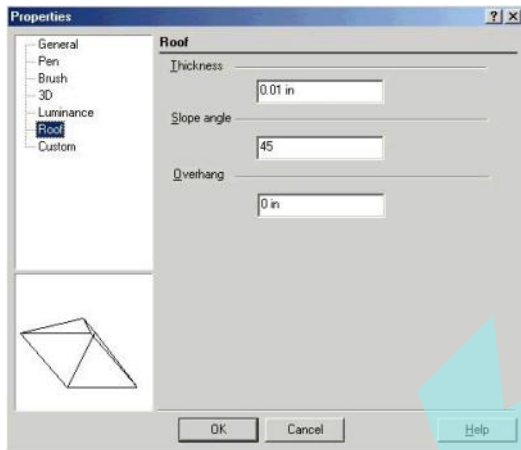 Properties
General
Pen
Brush
3D
Luminance
Roof
Custom
Roof
Thickness
0.01 in
Slope angle
45
Overhang
0 in
OK
Cancel
Help